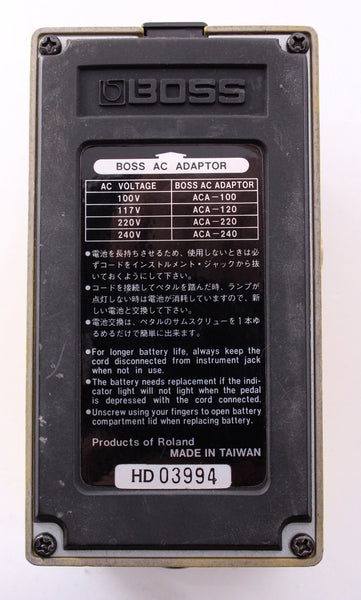 BOSS
BOSS AC ADAPTOR
AC VOLTAGE BOSS AC ADAPTOR
100V ACA-100
117V ACA-120
220V ACA-220
240V ACA-240
●電池を長持ちさせるため、使用しないときは必
ずコードをインストルメント・ジャックから抜
いておくようにして下さい。
●コードを接続してペタルを踏んだ時、ランプが
点灯しない時は電池が消耗していますので、新
しい電池と交換して下さい。
●電池交換は、ペタルのサムスクリューを1本ゆ
るめるだけで簡単に出来ます。
●For longer battery life, always keep the
cord disconnected from instrument jack
when not in use.
●The battery needs replacement if the indi-
cator light will not light when the pedal
is depressed with the cord connected.
●Unscrew using your fingers to open battery
compartment lid when replacing battery.
Products of Roland
MADE IN TAIWAN
HD 03994